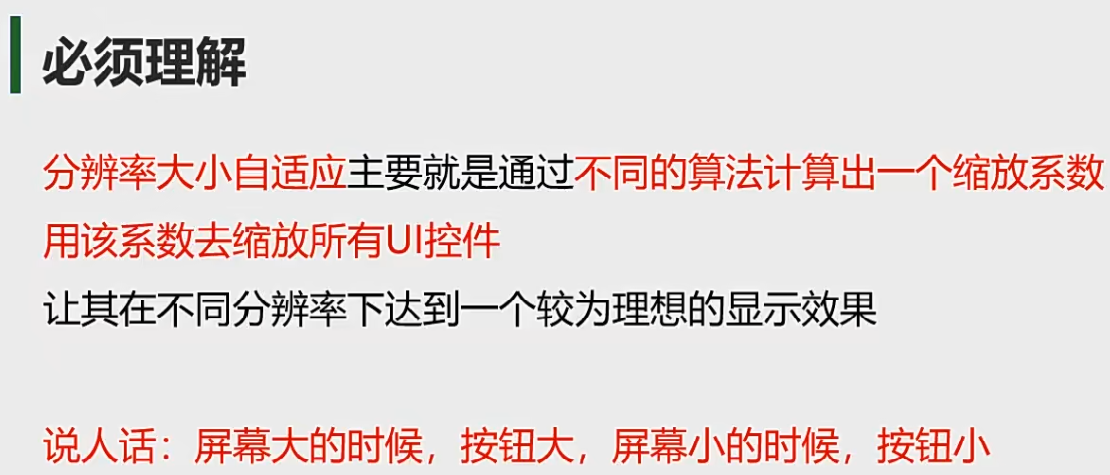 必须理解
分辨率大小自适应主要就是通过不同的算法计算出一个缩放系数
用该系数去缩放所有UI控件
让其在不同分辨率下达到一个较为理想的显示效果
说人话：屏幕大的时候，按钮大，屏幕小的时候，按钮小